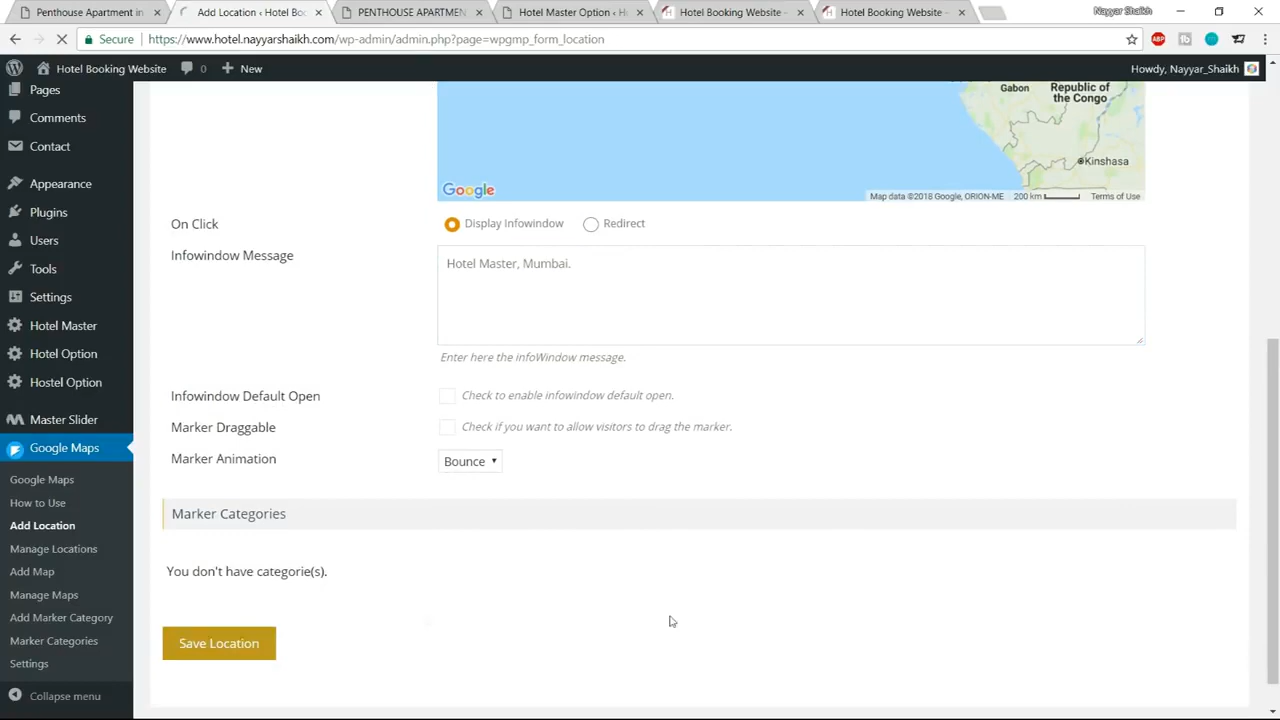 Penthouse Apartment in
Add Location ‹ Hotel Boo
PENTHOUSE APARTMEN
Hotel Master Option ‹ H
Hotel Booking Website –
Hotel Booking Website –
Nayyar Shaikh
Secure
https://www.hotel.nayyarshaikh.com/wp-admin/admin.php?page=wpgmp_form_location
ABP
Hotel Booking Website
0
New
Howdy, Nayyar_Shaikh
Pages
Comments
Contact
Appearance
Plugins
Users
Tools
Settings
Hotel Master
Hotel Option
Hostel Option
Master Slider
Google Maps
Google Maps
How to Use
Add Location
Manage Locations
Add Map
Manage Maps
Add Marker Category
Marker Categories
Settings
Collapse menu
Gabon
Republic of
the Congo
Kinshasa
Google
Map data ©2018 Google, ORION-ME
200 km
Terms of Use
On Click
Display Infowindow
Redirect
Infowindow Message
Hotel Master, Mumbai.
Enter here the infoWindow message.
Infowindow Default Open
Check to enable infowindow default open.
Marker Draggable
Check if you want to allow visitors to drag the marker.
Marker Animation
Bounce
Marker Categories
You don't have categorie(s).
Save Location